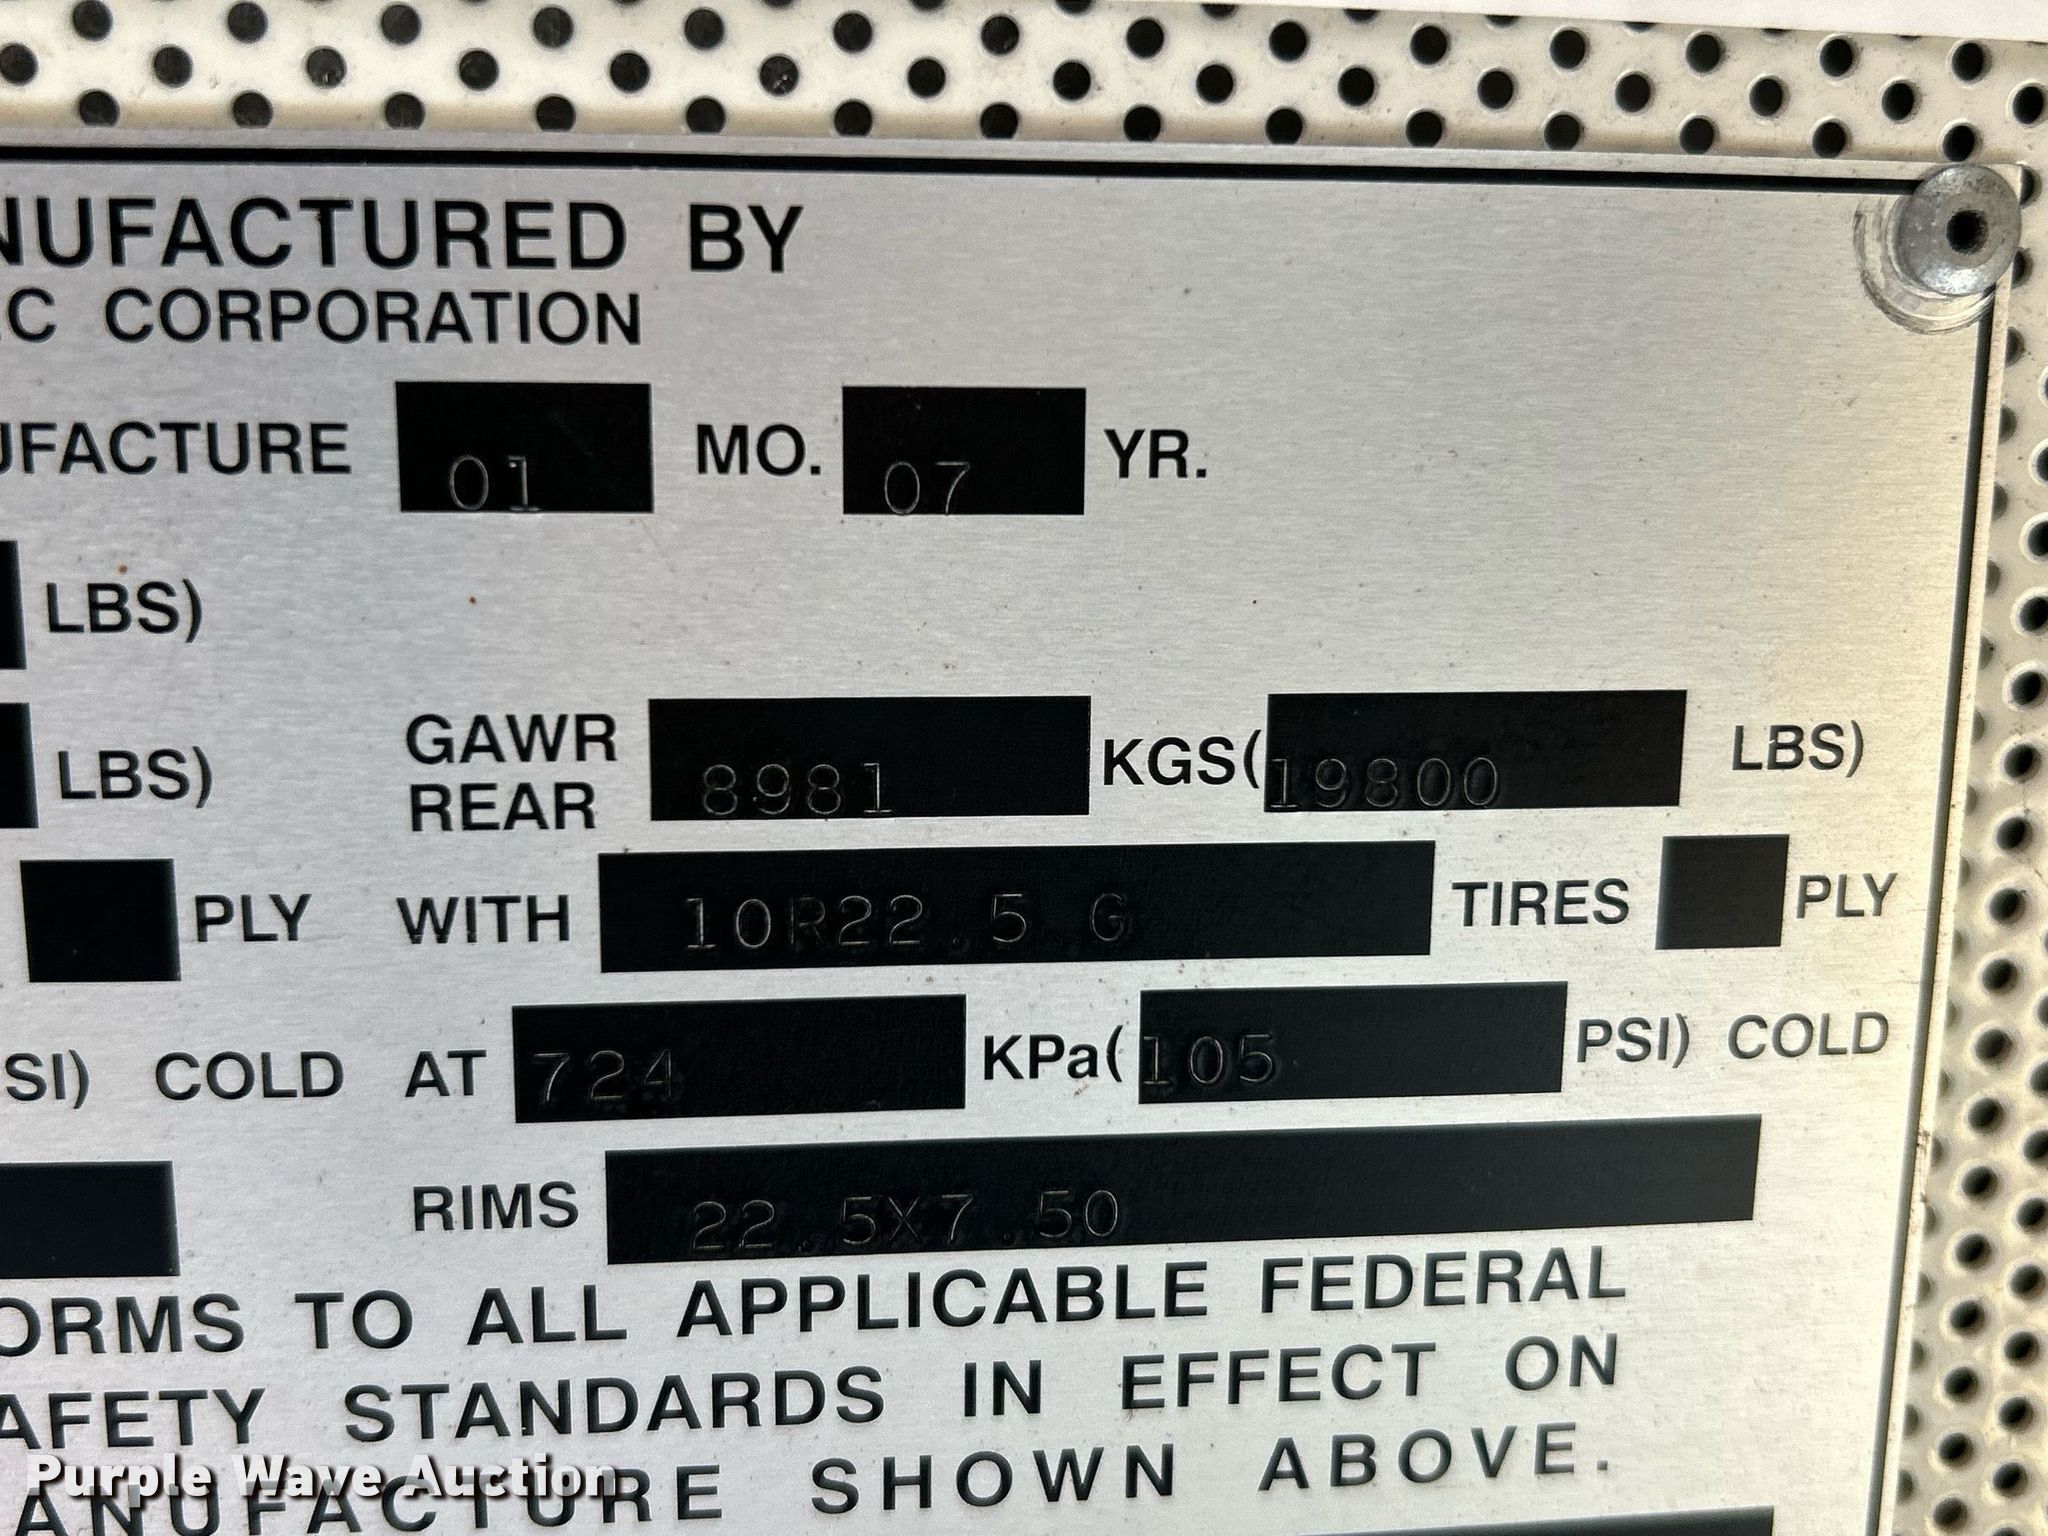 NUFACTURED BY
C CORPORATION
UFACTURE 01 MO. 07 YR.
LBS)
LBS) GAWR REAR 8981 KGS(19800 LBS)
PLY WITH 10R22.5 G TIRES PLY
SI) COLD AT 724 KPa(105 PSI) COLD
RIMS 22.5X7.50
ORMS TO ALL APPLICABLE FEDERAL
AFETY STANDARDS IN EFFECT ON
ANUFACTURE SHOWN ABOVE.
Purple Wave Auction